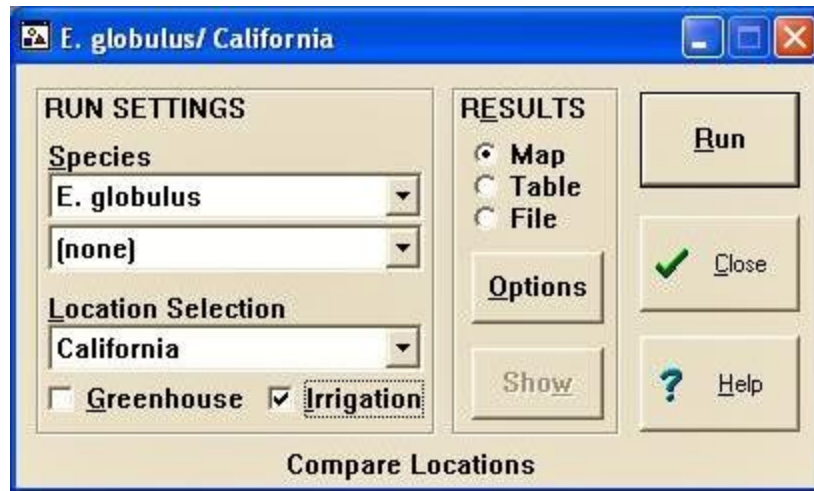 E. globulus/ California
RUN SETTINGS
Species
E. globulus
(none)
Location Selection
California
Greenhouse Irrigation
RESULTS
Map
Table
File
Options
Show
Run
Close
? Help
Compare Locations